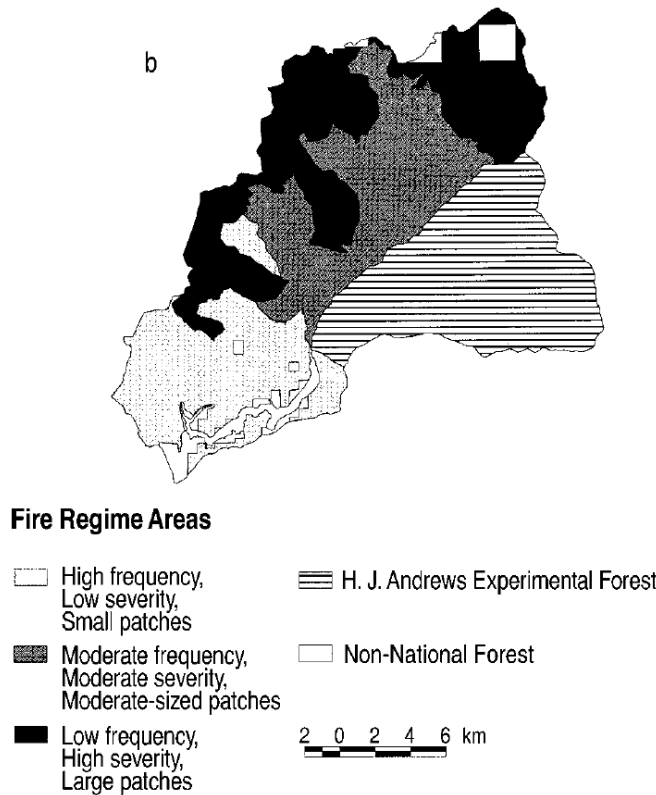 b
Fire Regime Areas
High frequency,
Low severity,
Small patches
Moderate frequency,
Moderate severity,
Moderate-sized patches
Low frequency,
High severity,
Large patches
H. J. Andrews Experimental Forest
Non-National Forest
2 0 2 4 6 km